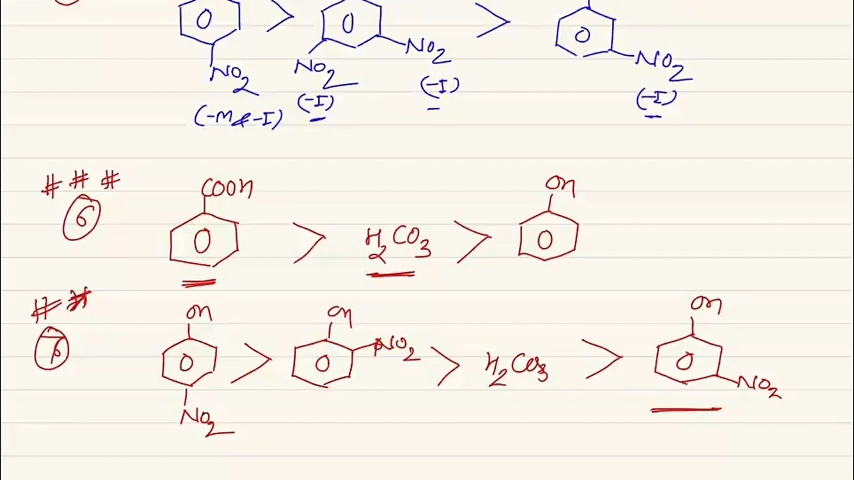 > >
NO2 NO2 NO2 NO2
(-M & -I) (-I) (-I) (-I)
# # #
6
COOH > H2CO3 > OH
# #
7
OH > OH NO2 > H2CO3 > OH NO2
NO2